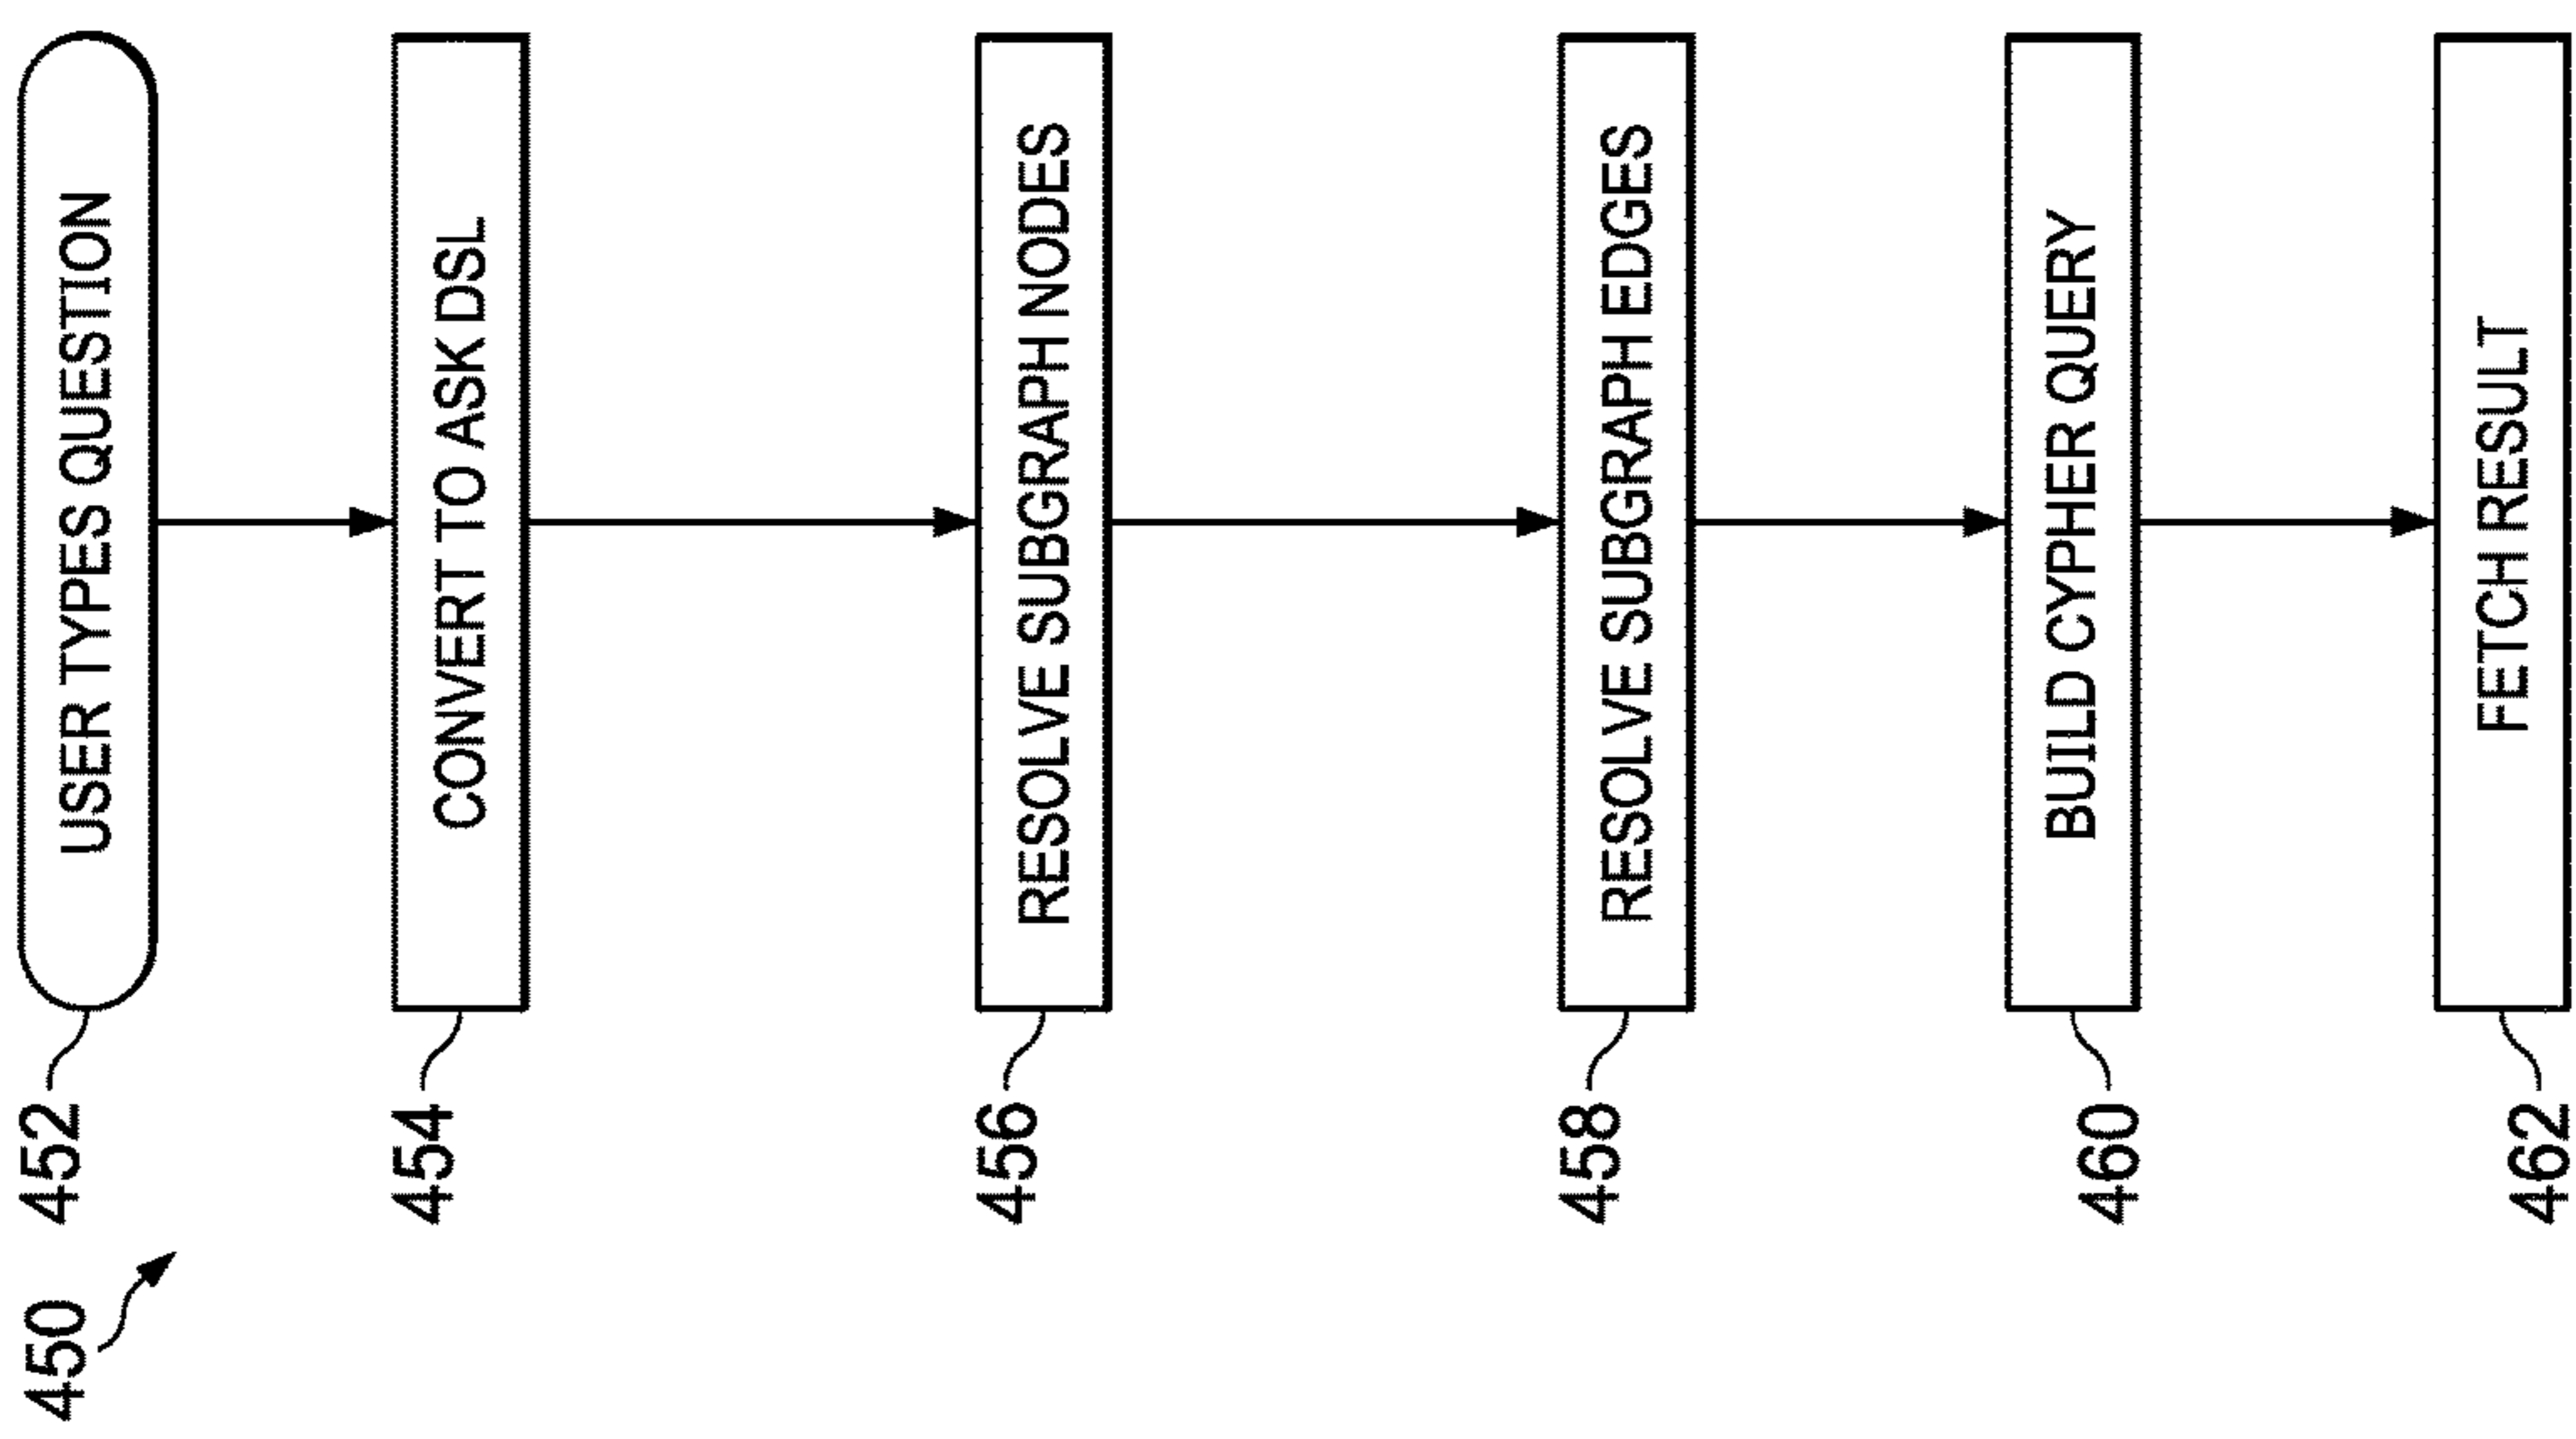 450
452
USER TYPES QUESTION
454
CONVERT TO ASK DSL
456
RESOLVE SUBGRAPH NODES
458
RESOLVE SUBGRAPH EDGES
460
BUILD CYPHER QUERY
462
FETCH RESULT